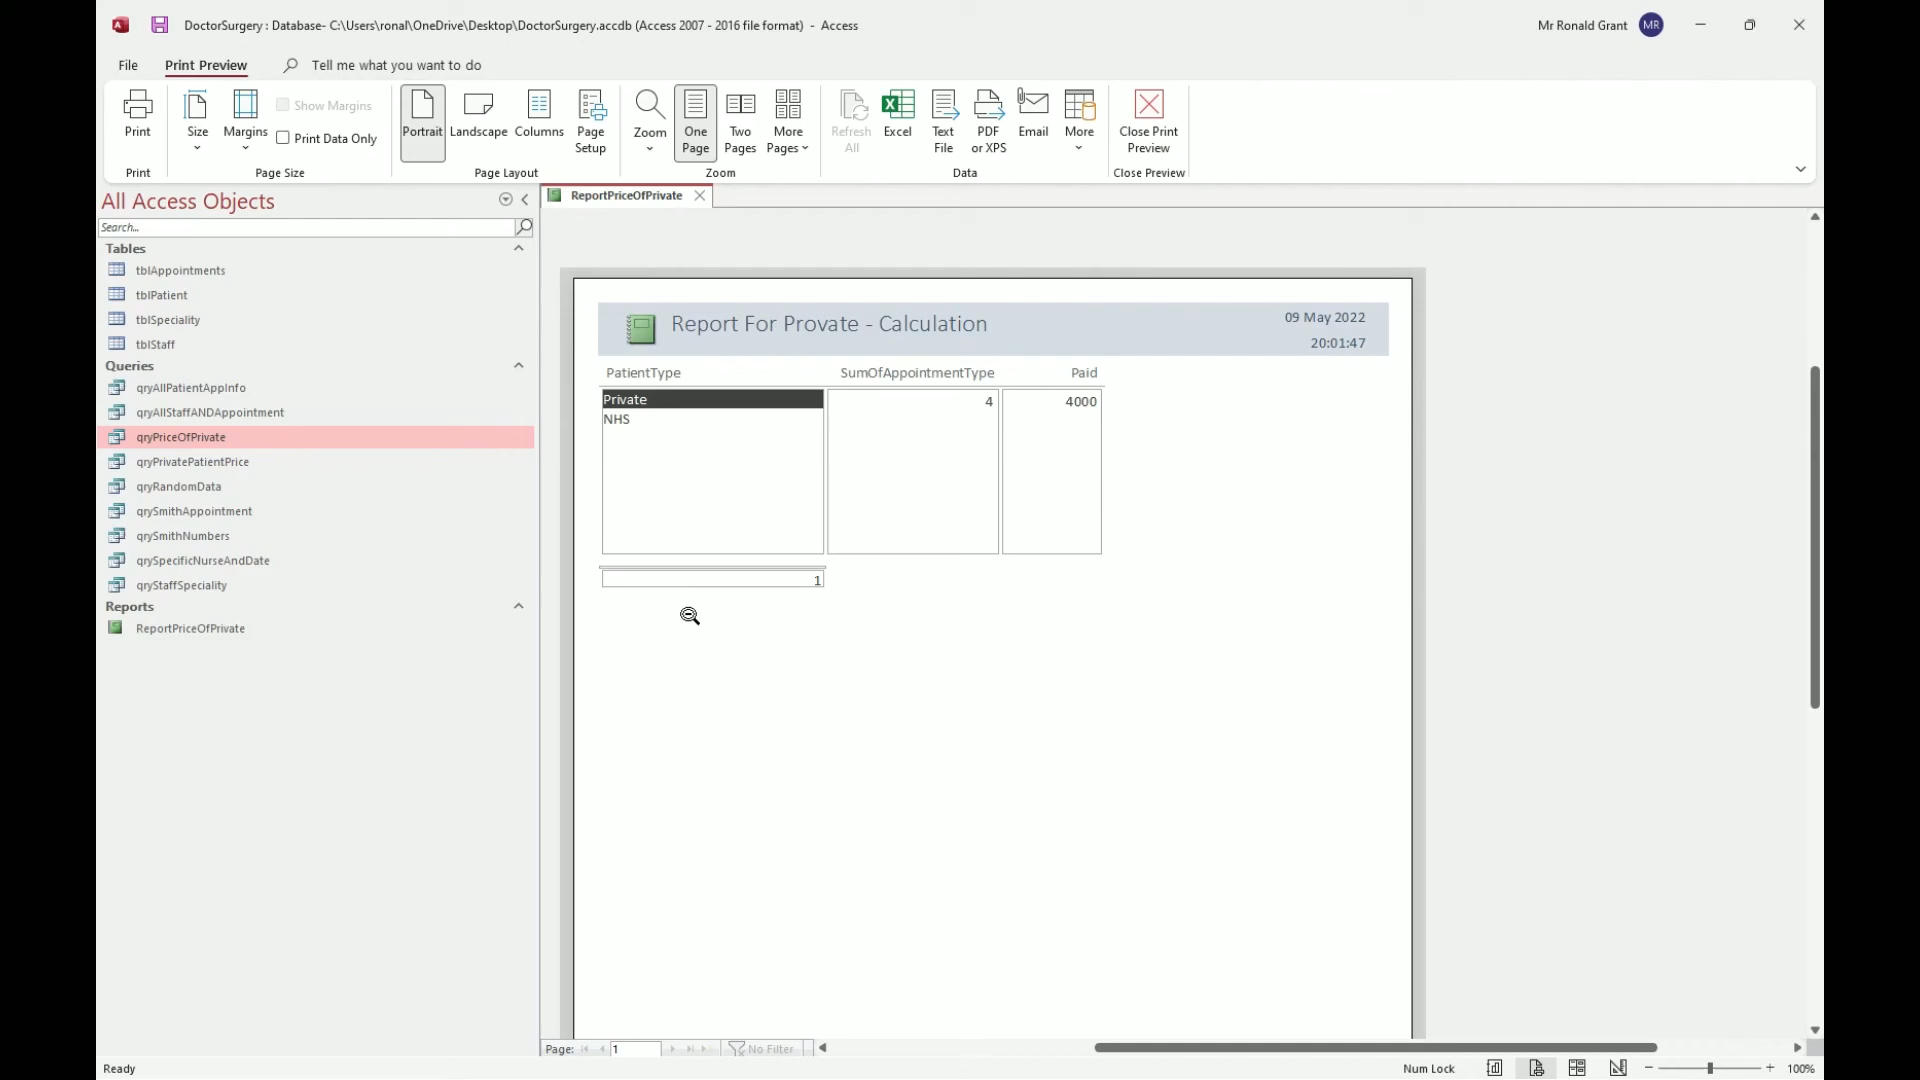 DoctorSurgery : Database- C:\Users\ronal\OneDrive\Desktop\DoctorSurgery.accdb (Access 2007 - 2016 file format) - Access
Mr Ronald Grant
MR
File
Print Preview
Tell me what you want to do
Print
Size
Margins
Show Margins
Print Data Only
Portrait
Landscape
Columns
Page Setup
Zoom
One Page
Two Pages
More Pages
Refresh All
Excel
Text File
PDF or XPS
Email
More
Close Print Preview
Print
Page Size
Page Layout
Zoom
Data
Close Preview
All Access Objects
Search...
Tables
tblAppointments
tblPatient
tblSpeciality
tblStaff
Queries
qryAllPatientAppInfo
qryAllStaffANDAppointment
qryPriceOfPrivate
qryPrivatePatientPrice
qryRandomData
qrySmithAppointment
qrySmithNumbers
qrySpecificNurseAndDate
qryStaffSpeciality
Reports
ReportPriceOfPrivate
ReportPriceOfPrivate
Report For Provate - Calculation
09 May 2022
20:01:47
PatientType SumOfAppointmentType Paid
Private 4 4000
NHS
1
Page: 1 No Filter
Ready
Num Lock
100%